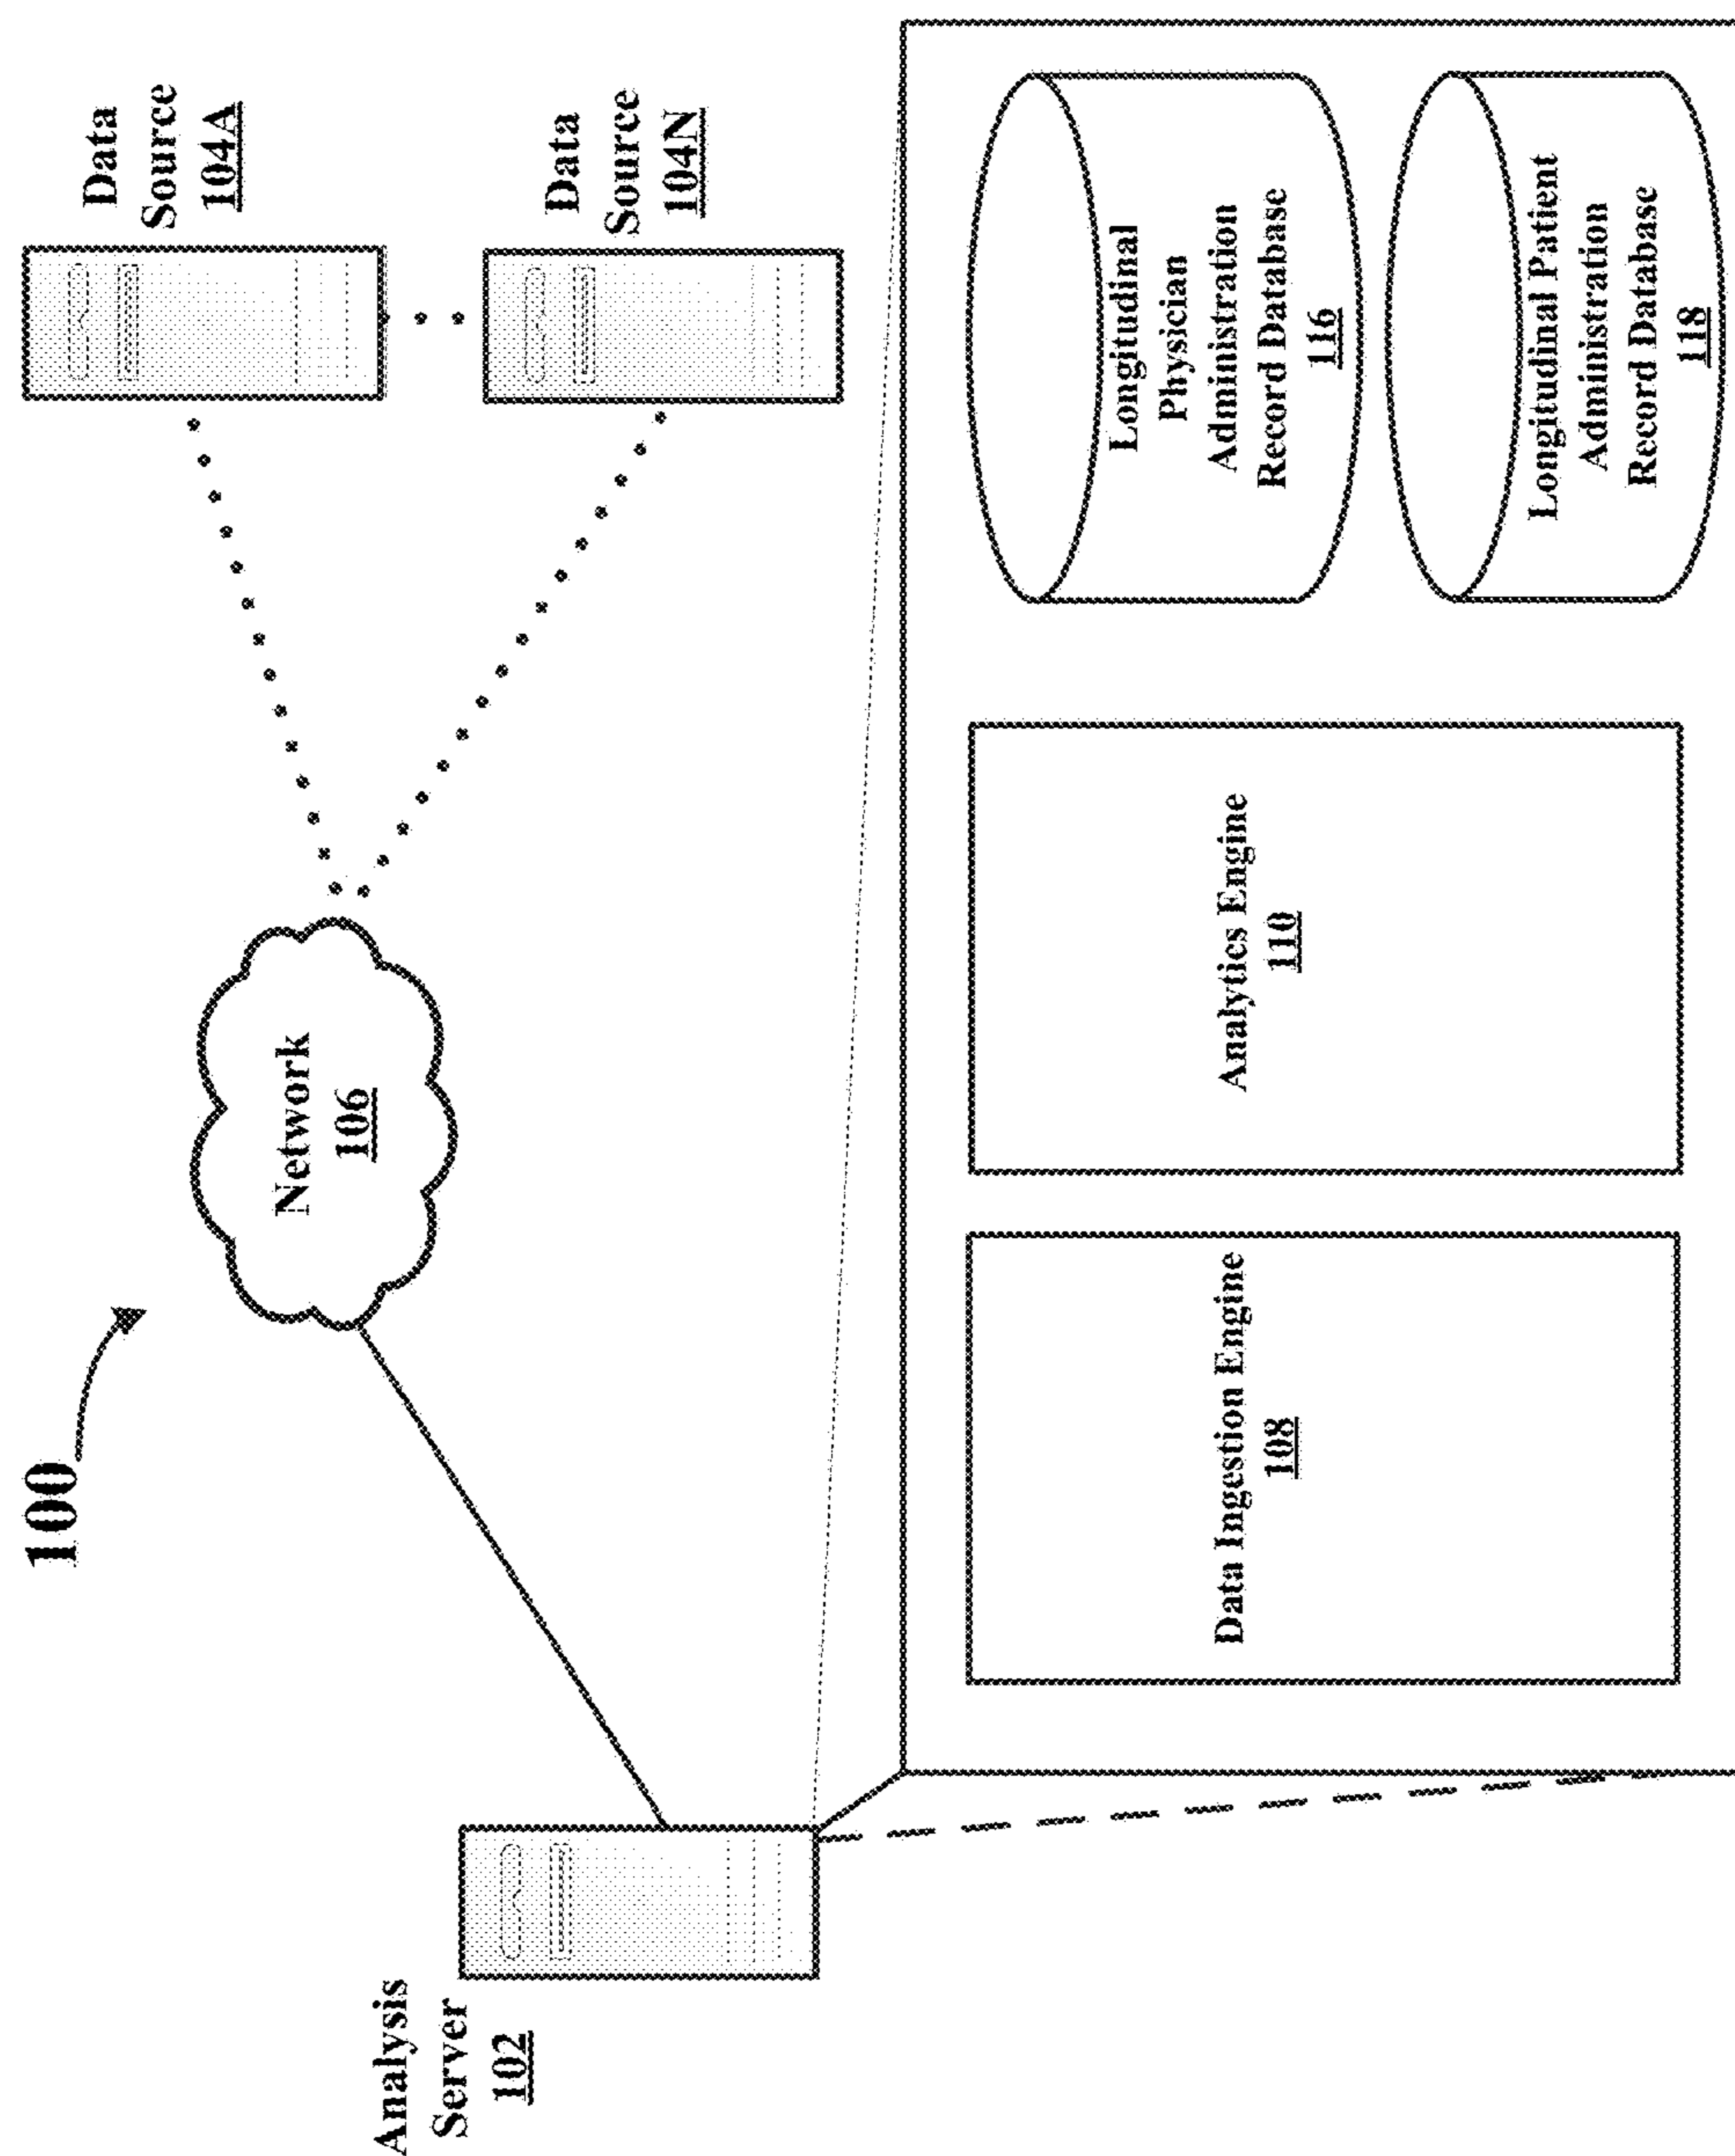 100
Data
Source
104A
Data
Source
104N
Network
106
Analysis
Server
102
Data Ingestion Engine
108
Analytics Engine
110
Longitudinal
Physician
Administration
Record Database
116
Longitudinal Patient
Administration
Record Database
118